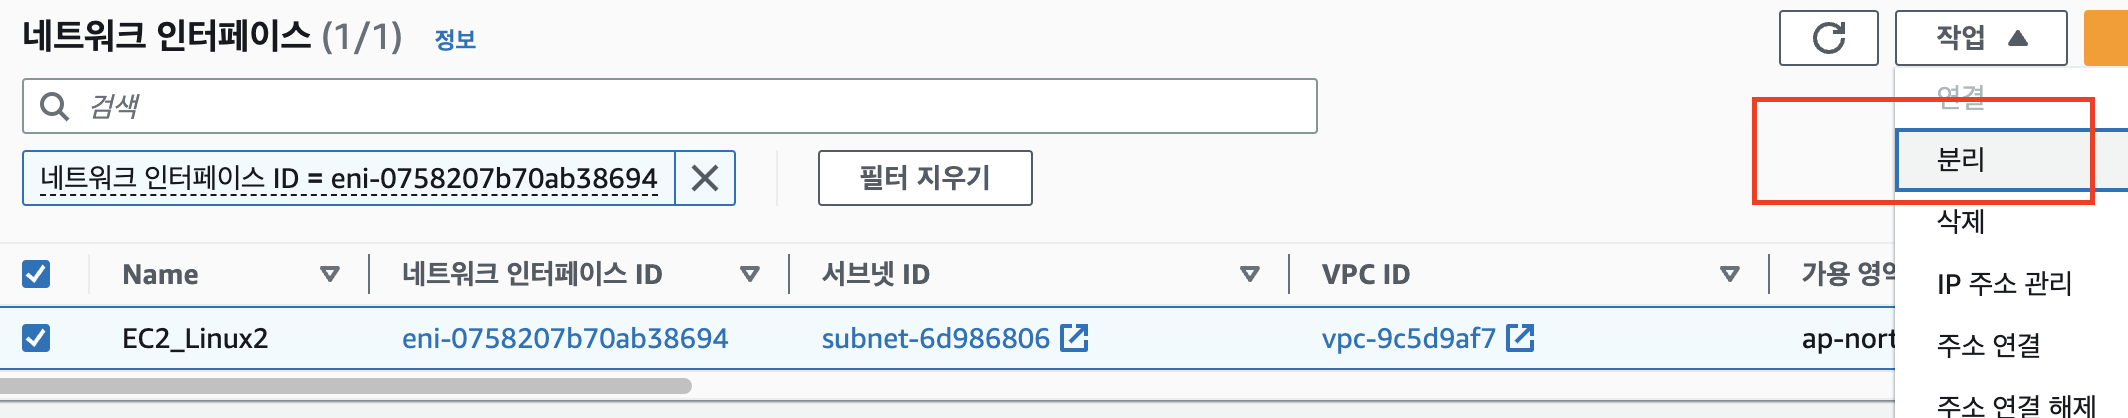 네트워크 인터페이스 (1/1) 정보
작업
검색
연결
네트워크 인터페이스 ID = eni-0758207b70ab38694
필터 지우기
분리
삭제
Name 네트워크 인터페이스 ID 서브넷 ID VPC ID 가용 영역
IP 주소 관리
EC2_Linux2 eni-0758207b70ab38694 subnet-6d986806 vpc-9c5d9af7 ap-nort
주소 연결
주소 연결 해제